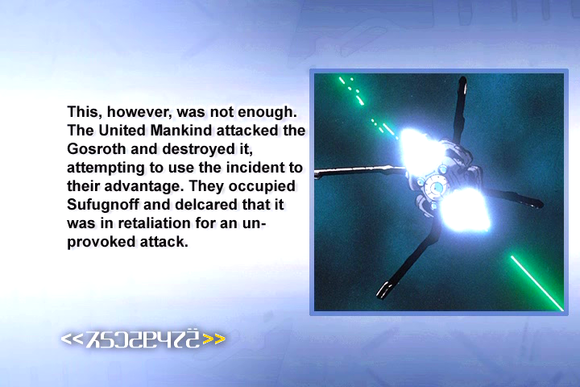 This, however, was not enough.
The United Mankind attacked the
Gosroth and destroyed it,
attempting to use the incident to
their advantage. They occupied
Sufugnoff and delcared that it
was in retaliation for an un-
provoked attack.
<< >>